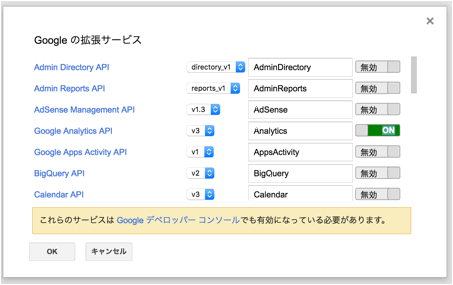 ×
Google の拡張サービス
Admin Directory API directory_v1 AdminDirectory 無効
Admin Reports API reports_v1 AdminReports 無効
AdSense Management API v1.3 AdSense 無効
Google Analytics API v3 Analytics ON
Google Apps Activity API v1 AppsActivity 無効
BigQuery API v2 BigQuery 無効
Calendar API v3 Calendar 無効
これらのサービスは Google デベロッパー コンソールでも有効になっている必要があります。
OK キャンセル